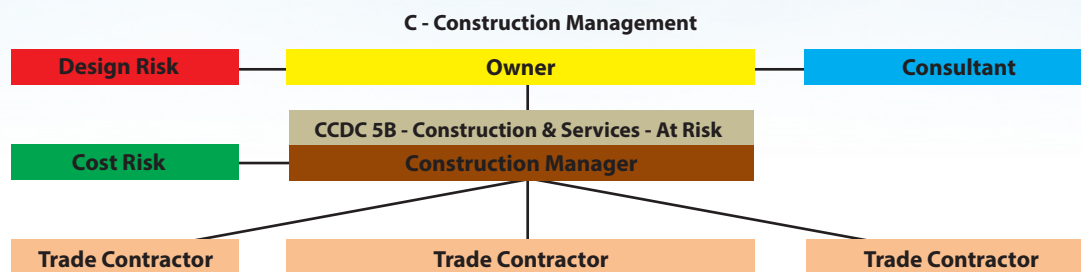 C - Construction Management
Design Risk
Owner
Consultant
CCDC 5B - Construction & Services - At Risk
Cost Risk
Construction Manager
Trade Contractor
Trade Contractor
Trade Contractor